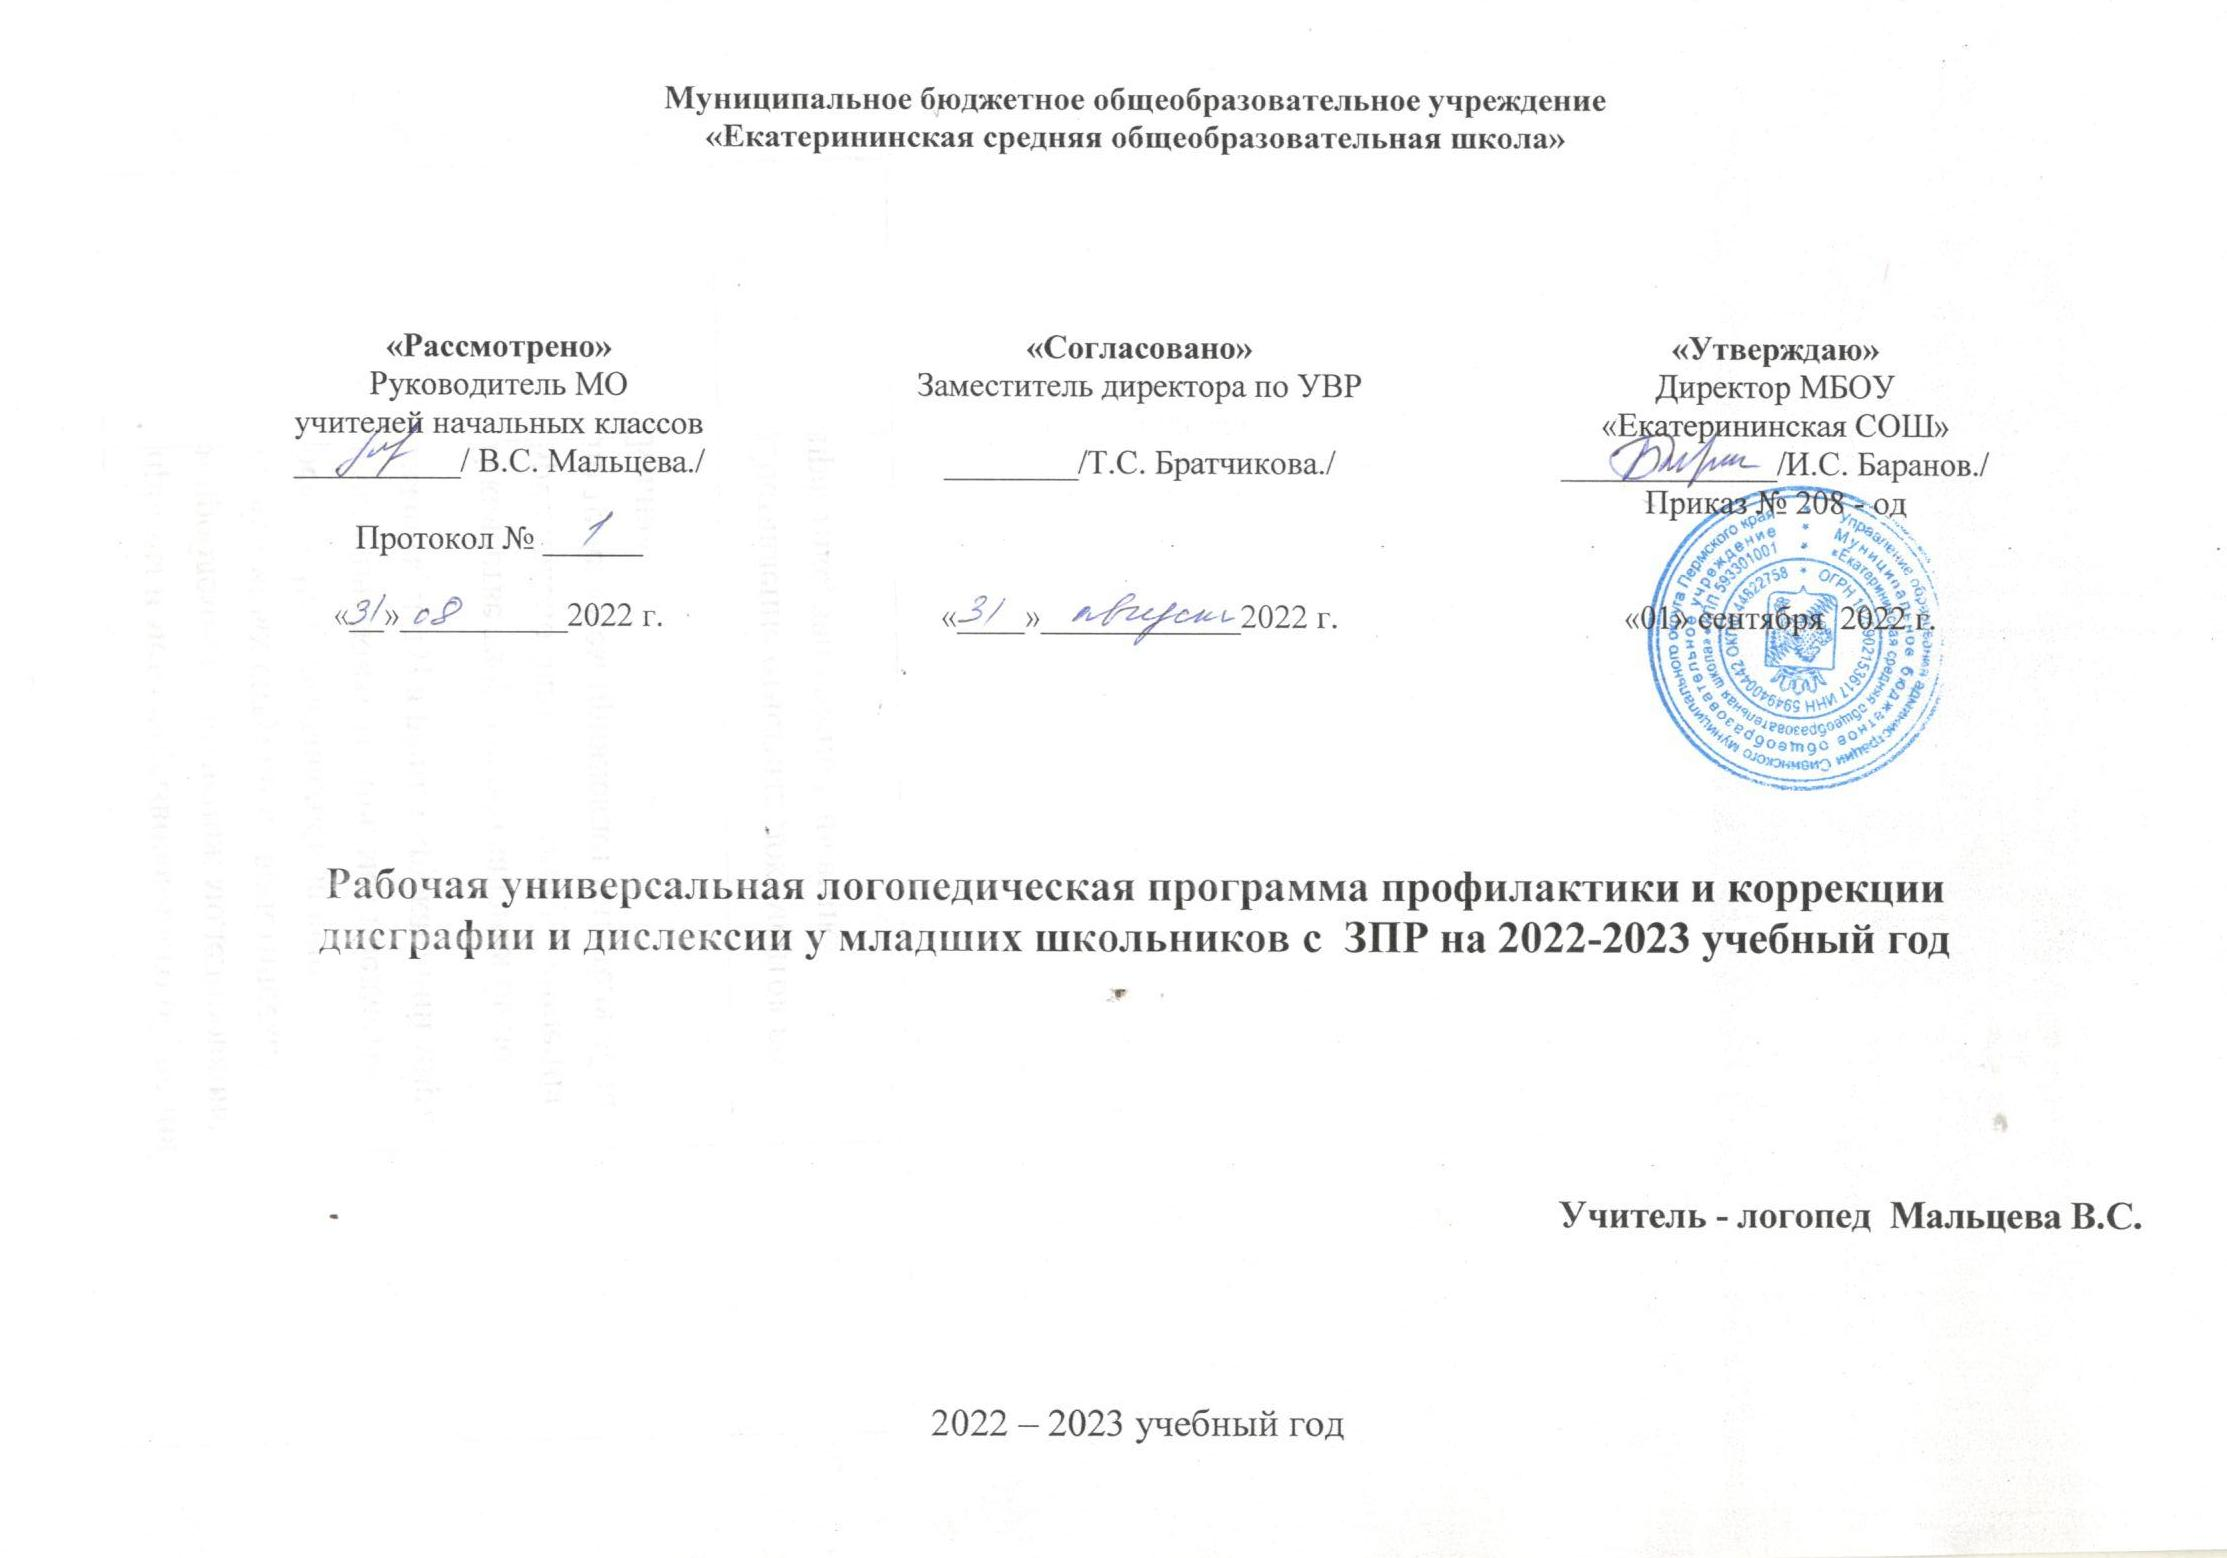 Муниципальное бюджетное общеобразовательное учреждение
«Екатерининская средняя общеобразовательная школа»
«Рассмотрено»
Руководитель МО
учителей начальных классов
__________/ В.С. Мальцева./
Протокол № 1
«31» 08 2022 г.
«Согласовано»
Заместитель директора по УВР
________/Т.С. Братчикова./
«31» августа 2022 г.
«Утверждаю»
Директор МБОУ
«Екатерининская СОШ»
_____________/И.С. Баранов./
Приказ № 208 - од
«01» сентября 2022 г.
Рабочая универсальная логопедическая программа профилактики и коррекции
дисграфии и дислексии у младших школьников с ЗПР на 2022-2023 учебный год
Учитель - логопед Мальцева В.С.
2022 – 2023 учебный год